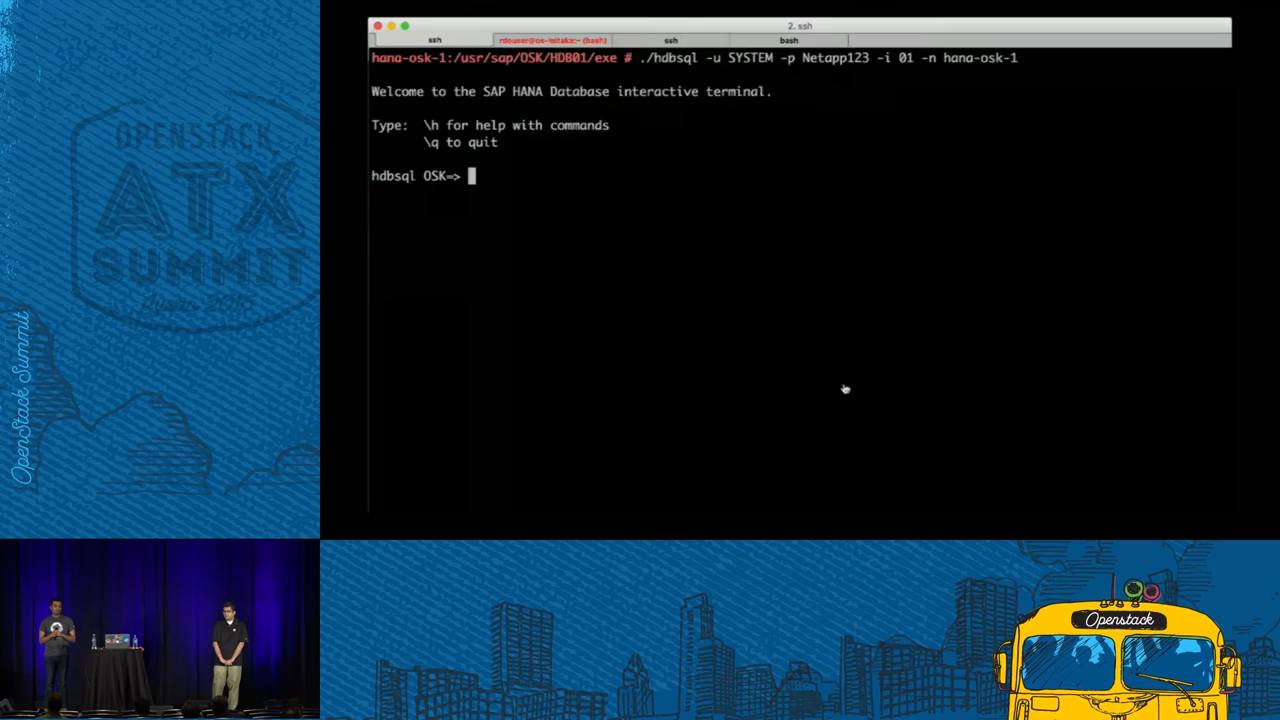 2. ssh
ssh
rdouser@os-mitaka:~ (bash)
ssh
bash
hana-osk-1:/usr/sap/OSK/HDB01/exe # ./hdbsql -u SYSTEM -p Netapp123 -i 01 -n hana-osk-1
Welcome to the SAP HANA Database interactive terminal.
Type: \h for help with commands
\q to quit
hdbsql OSK=>
OPENSTACK
ATX
SUMMIT
Austin 2016
OpenStack Summit
Openstack